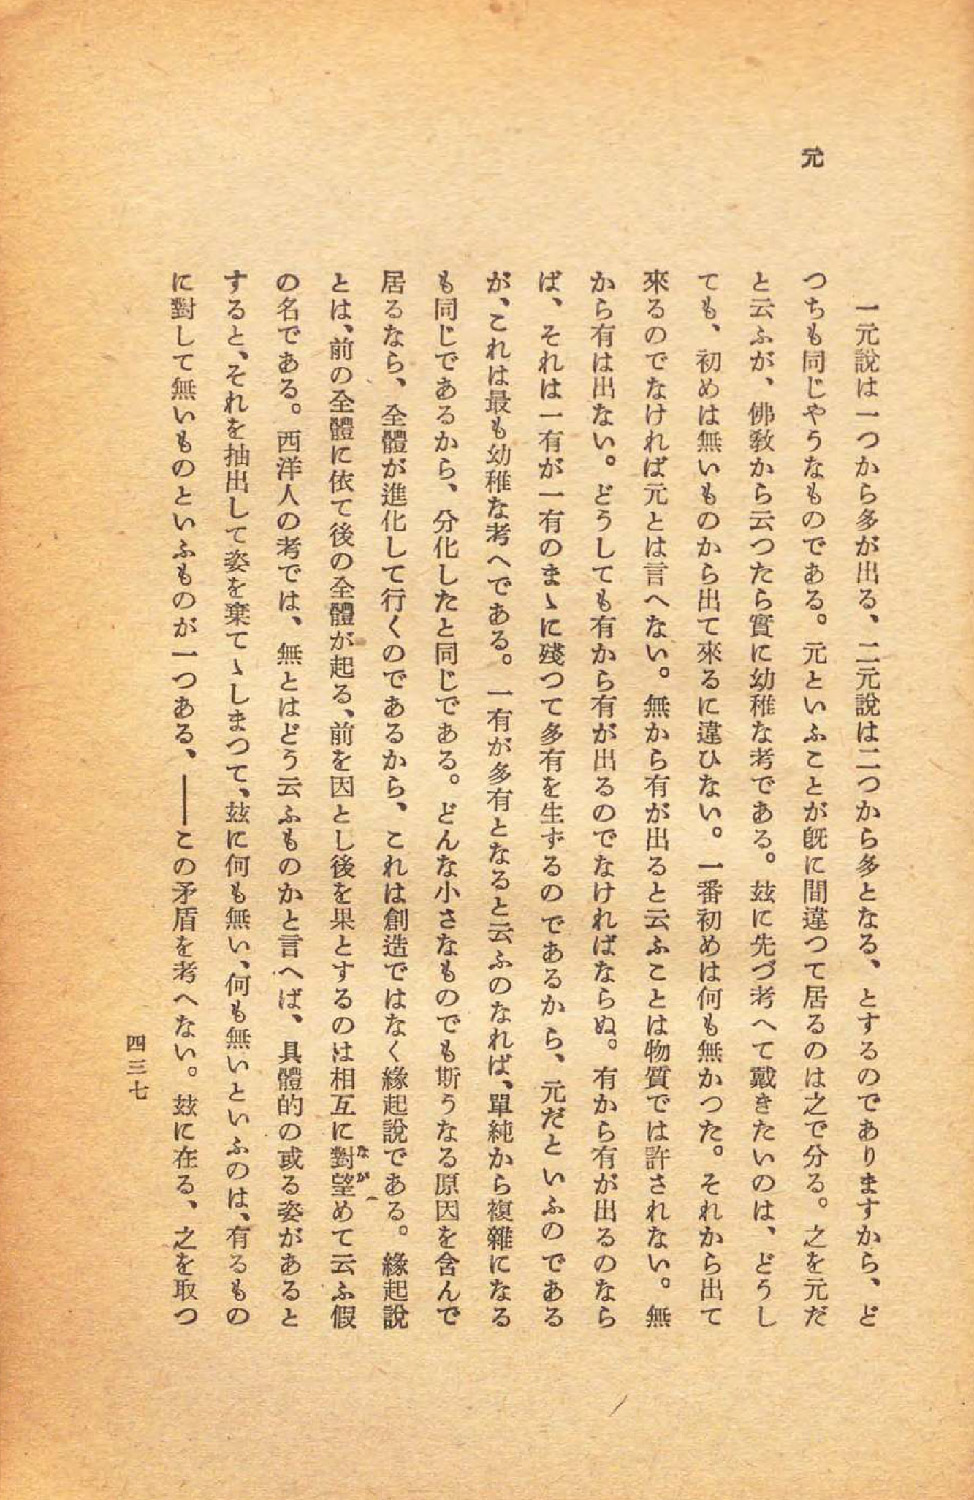 元
一元說は一つから多が出る、二元說は二つから多となる、とするのでありますから、ど
つちも同じやうなものである。元といふことが旣に間違つて居るのは之で分る。之を元だ
と云ふが、佛敎から云つたら實に幼稚な考である。玆に先づ考へて戴きたいのは、どうし
ても、初めは無いものから出て來るに違ひない。一番初めは何も無かつた。それから出て
來るのでなければ元とは言へない。無から有が出ると云ふことは物質では許されない。無
から有は出ない。どうしても有から有が出るのでなければならぬ。有から有が出るのなら
ば、それは一有が一有のまゝに殘つて多有を生ずるのであるから、元だといふのである
が、これは最も幼稚な考へである。一有が多有となると云ふのなれば、單純から複雜になる
も同じであるから、分化したと同じである。どんな小さなものでも斯うなる原因を含んで
居るなら、全體が進化して行くのであるから、これは創造ではなく緣起說である。緣起說
とは、前の全體に依て後の全體が起る、前を因とし後を果とするのは相互に對望めて云ふ假
の名である。西洋人の考では、無とはどう云ふものかと言へば、具體的の或る姿があると
すると、それを抽出して姿を棄てゝしまつて、玆に何も無い、何も無いといふのは、有るもの
に對して無いものといふものが一つある、――この矛盾を考へない。玆に在る、之を取つ
四三七